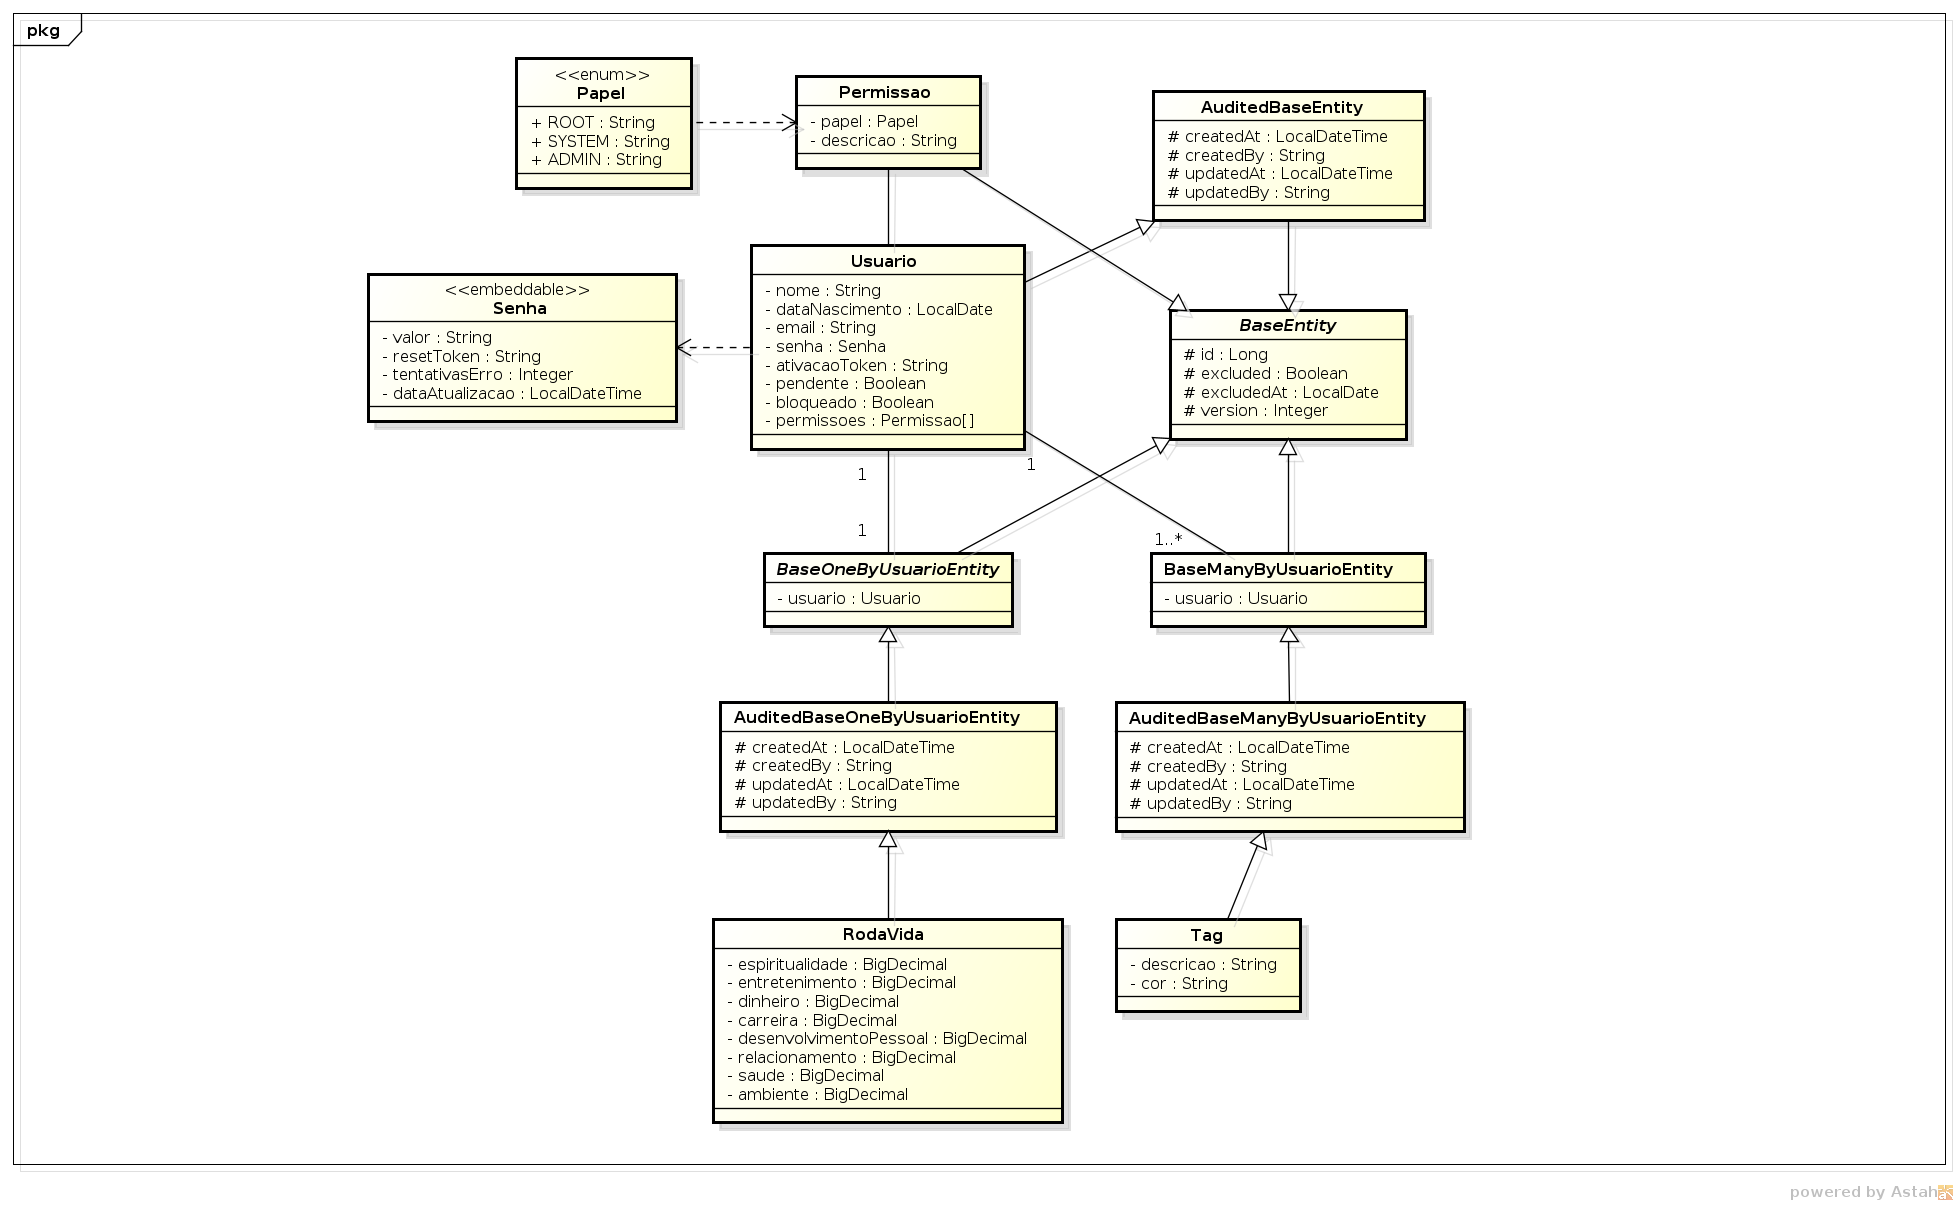 pkg
<<enum>>
Papel
+ ROOT : String
+ SYSTEM : String
+ ADMIN : String
Permissao
- papel : Papel
- descricao : String
AuditedBaseEntity
# createdAt : LocalDateTime
# createdBy : String
# updatedAt : LocalDateTime
# updatedBy : String
<<embeddable>>
Senha
- valor : String
- resetToken : String
- tentativasErro : Integer
- dataAtualizacao : LocalDateTime
Usuario
- nome : String
- dataNascimento : LocalDate
- email : String
- senha : Senha
- ativacaoToken : String
- pendente : Boolean
- bloqueado : Boolean
- permissoes : Permissao[]
BaseEntity
# id : Long
# excluded : Boolean
# excludedAt : LocalDate
# version : Integer
1
1
1
1..*
BaseOneByUsuarioEntity
- usuario : Usuario
BaseManyByUsuarioEntity
- usuario : Usuario
AuditedBaseOneByUsuarioEntity
# createdAt : LocalDateTime
# createdBy : String
# updatedAt : LocalDateTime
# updatedBy : String
AuditedBaseManyByUsuarioEntity
# createdAt : LocalDateTime
# createdBy : String
# updatedAt : LocalDateTime
# updatedBy : String
RodaVida
- espiritualidade : BigDecimal
- entretenimento : BigDecimal
- dinheiro : BigDecimal
- carreira : BigDecimal
- desenvolvimentoPessoal : BigDecimal
- relacionamento : BigDecimal
- saude : BigDecimal
- ambiente : BigDecimal
Tag
- descricao : String
- cor : String
powered by Astah